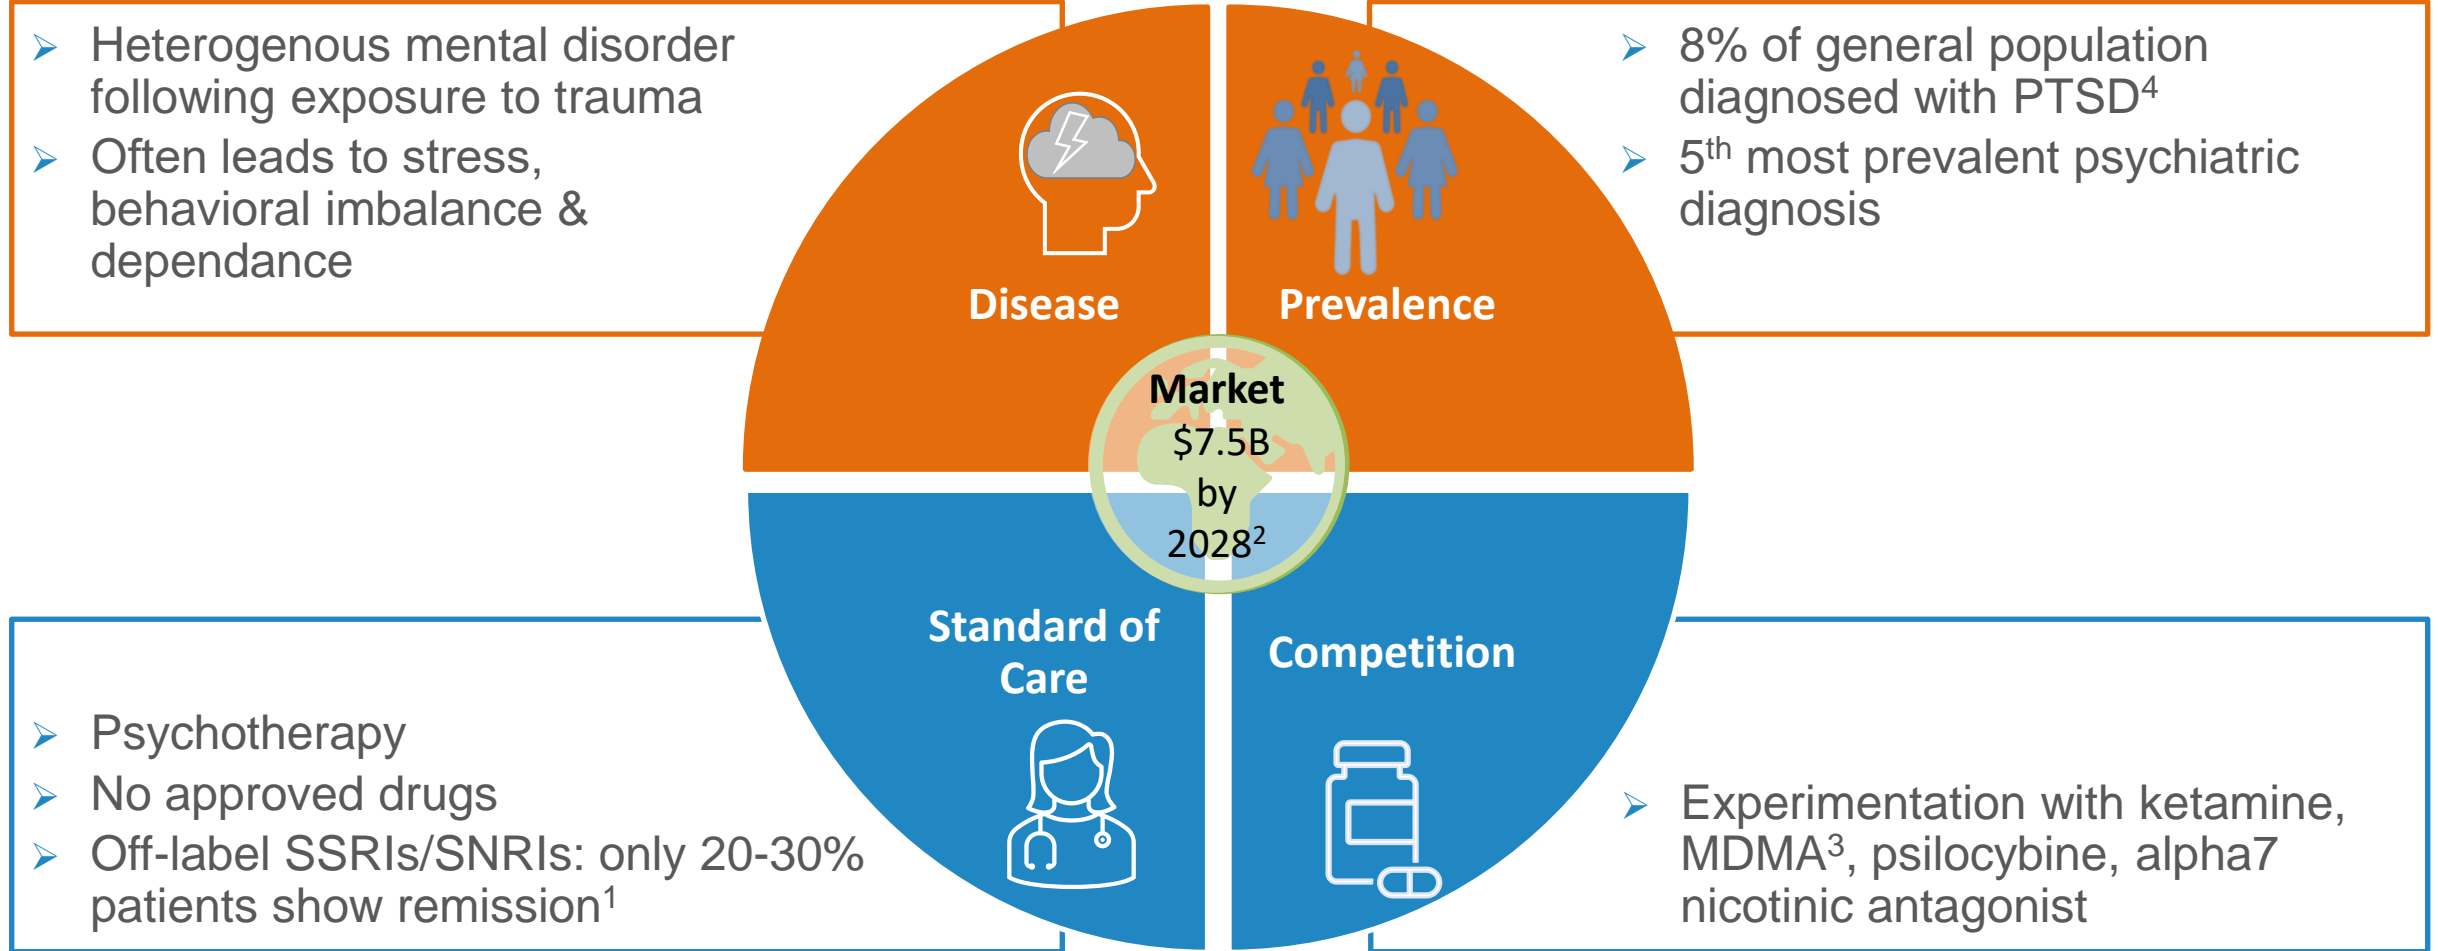 ➢ Heterogenous mental disorder
following exposure to trauma
➢ Often leads to stress,
behavioral imbalance &
dependance
Disease
➢ 8% of general population
diagnosed with PTSD⁴
➢ 5th most prevalent psychiatric
diagnosis
Prevalence
Market
$7.5B
by
2028²
Standard of
Care
➢ Psychotherapy
➢ No approved drugs
➢ Off-label SSRIs/SNRIs: only 20-30%
patients show remission¹
Competition
➢ Experimentation with ketamine,
MDMA³, psilocybine, alpha7
nicotinic antagonist